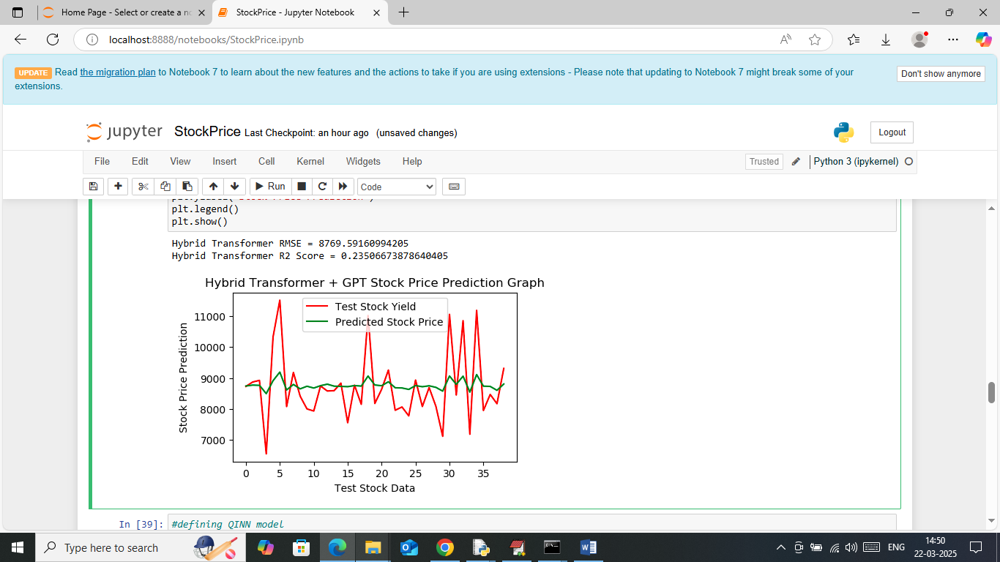 Home Page - Select or create a no
StockPrice - Jupyter Notebook
localhost:8888/notebooks/StockPrice.ipynb
UPDATE Read the migration plan to Notebook 7 to learn about the new features and the actions to take if you are using extensions - Please note that updating to Notebook 7 might break some of your
extensions.
Don't show anymore
jupyter StockPrice Last Checkpoint: an hour ago (unsaved changes)
Logout
File Edit View Insert Cell Kernel Widgets Help
Trusted
Python 3 (ipykernel)
Run
Code
plt.legend()
plt.show()
Hybrid Transformer RMSE = 8769.59160994205
Hybrid Transformer R2 Score = 0.23506673878640405
Hybrid Transformer + GPT Stock Price Prediction Graph
Test Stock Yield
Predicted Stock Price
Stock Price Prediction
11000
10000
9000
8000
7000
0 5 10 15 20 25 30 35
Test Stock Data
In [39]: #defining QINN model
Type here to search
ENG
14:50
22-03-2025